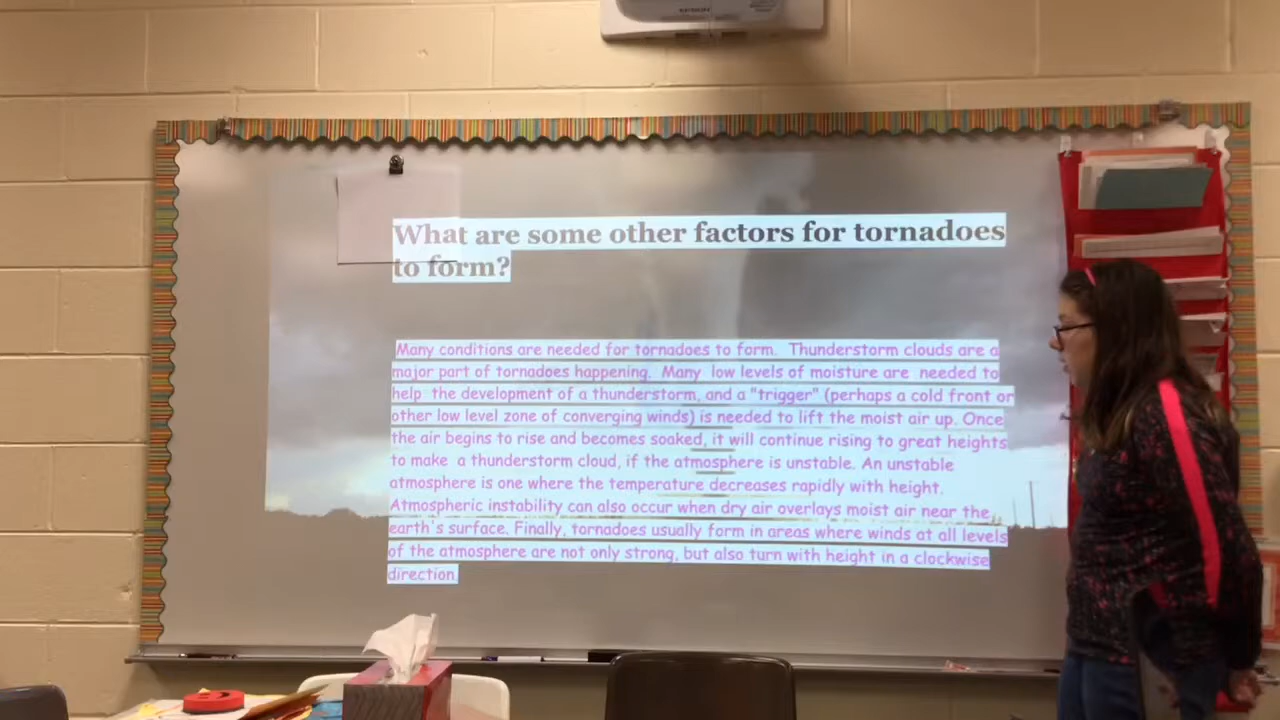 EPSON
What are some other factors for tornadoes
to form?
Many conditions are needed for tornadoes to form. Thunderstorm clouds are a
major part of tornadoes happening. Many low levels of moisture are needed to
help the development of a thunderstorm, and a "trigger" (perhaps a cold front or
other low level zone of converging winds) is needed to lift the moist air up. Once
the air begins to rise and becomes soaked, it will continue rising to great heights
to make a thunderstorm cloud, if the atmosphere is unstable. An unstable
atmosphere is one where the temperature decreases rapidly with height.
Atmospheric instability can also occur when dry air overlays moist air near the
earth's surface. Finally, tornadoes usually form in areas where winds at all levels
of the atmosphere are not only strong, but also turn with height in a clockwise
direction.